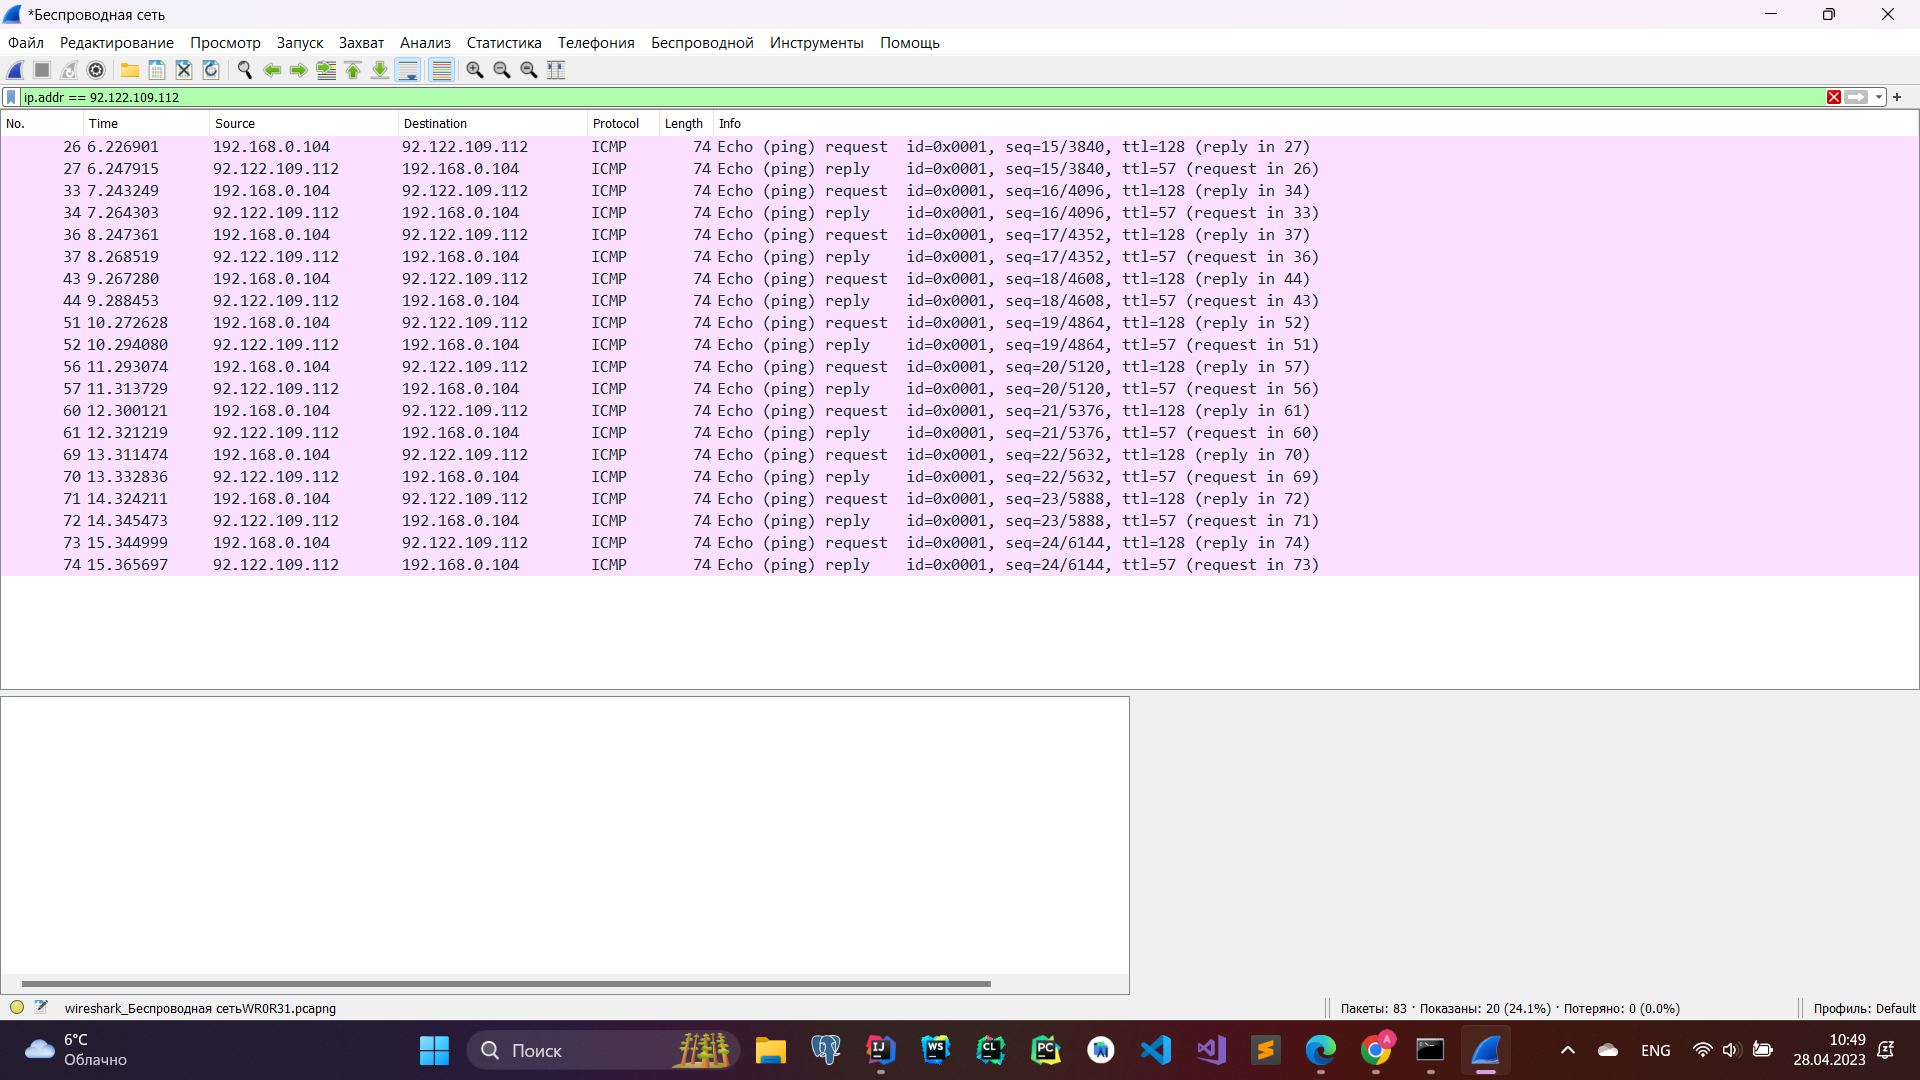 *Беспроводная сеть
Файл Редактирование Просмотр Запуск Захват Анализ Статистика Телефония Беспроводной Инструменты Помощь
ip.addr == 92.122.109.112
No. Time Source Destination Protocol Length Info
26 6.226901 192.168.0.104 92.122.109.112 ICMP 74 Echo (ping) request id=0x0001, seq=15/3840, ttl=128 (reply in 27)
27 6.247915 92.122.109.112 192.168.0.104 ICMP 74 Echo (ping) reply id=0x0001, seq=15/3840, ttl=57 (request in 26)
33 7.243249 192.168.0.104 92.122.109.112 ICMP 74 Echo (ping) request id=0x0001, seq=16/4096, ttl=128 (reply in 34)
34 7.264303 92.122.109.112 192.168.0.104 ICMP 74 Echo (ping) reply id=0x0001, seq=16/4096, ttl=57 (request in 33)
36 8.247361 192.168.0.104 92.122.109.112 ICMP 74 Echo (ping) request id=0x0001, seq=17/4352, ttl=128 (reply in 37)
37 8.268519 92.122.109.112 192.168.0.104 ICMP 74 Echo (ping) reply id=0x0001, seq=17/4352, ttl=57 (request in 36)
43 9.267280 192.168.0.104 92.122.109.112 ICMP 74 Echo (ping) request id=0x0001, seq=18/4608, ttl=128 (reply in 44)
44 9.288453 92.122.109.112 192.168.0.104 ICMP 74 Echo (ping) reply id=0x0001, seq=18/4608, ttl=57 (request in 43)
51 10.272628 192.168.0.104 92.122.109.112 ICMP 74 Echo (ping) request id=0x0001, seq=19/4864, ttl=128 (reply in 52)
52 10.294080 92.122.109.112 192.168.0.104 ICMP 74 Echo (ping) reply id=0x0001, seq=19/4864, ttl=57 (request in 51)
56 11.293074 192.168.0.104 92.122.109.112 ICMP 74 Echo (ping) request id=0x0001, seq=20/5120, ttl=128 (reply in 57)
57 11.313729 92.122.109.112 192.168.0.104 ICMP 74 Echo (ping) reply id=0x0001, seq=20/5120, ttl=57 (request in 56)
60 12.300121 192.168.0.104 92.122.109.112 ICMP 74 Echo (ping) request id=0x0001, seq=21/5376, ttl=128 (reply in 61)
61 12.321219 92.122.109.112 192.168.0.104 ICMP 74 Echo (ping) reply id=0x0001, seq=21/5376, ttl=57 (request in 60)
69 13.311474 192.168.0.104 92.122.109.112 ICMP 74 Echo (ping) request id=0x0001, seq=22/5632, ttl=128 (reply in 70)
70 13.332836 92.122.109.112 192.168.0.104 ICMP 74 Echo (ping) reply id=0x0001, seq=22/5632, ttl=57 (request in 69)
71 14.324211 192.168.0.104 92.122.109.112 ICMP 74 Echo (ping) request id=0x0001, seq=23/5888, ttl=128 (reply in 72)
72 14.345473 92.122.109.112 192.168.0.104 ICMP 74 Echo (ping) reply id=0x0001, seq=23/5888, ttl=57 (request in 71)
73 15.344999 192.168.0.104 92.122.109.112 ICMP 74 Echo (ping) request id=0x0001, seq=24/6144, ttl=128 (reply in 74)
74 15.365697 92.122.109.112 192.168.0.104 ICMP 74 Echo (ping) reply id=0x0001, seq=24/6144, ttl=57 (request in 73)
wireshark_Беспроводная сетьWR0R31.pcapng Пакеты: 83 · Показаны: 20 (24.1%) · Потеряно: 0 (0.0%) Профиль: Default
6°C
Облачно
Поиск
IJ WS CL PC A
ENG
10:49
28.04.2023